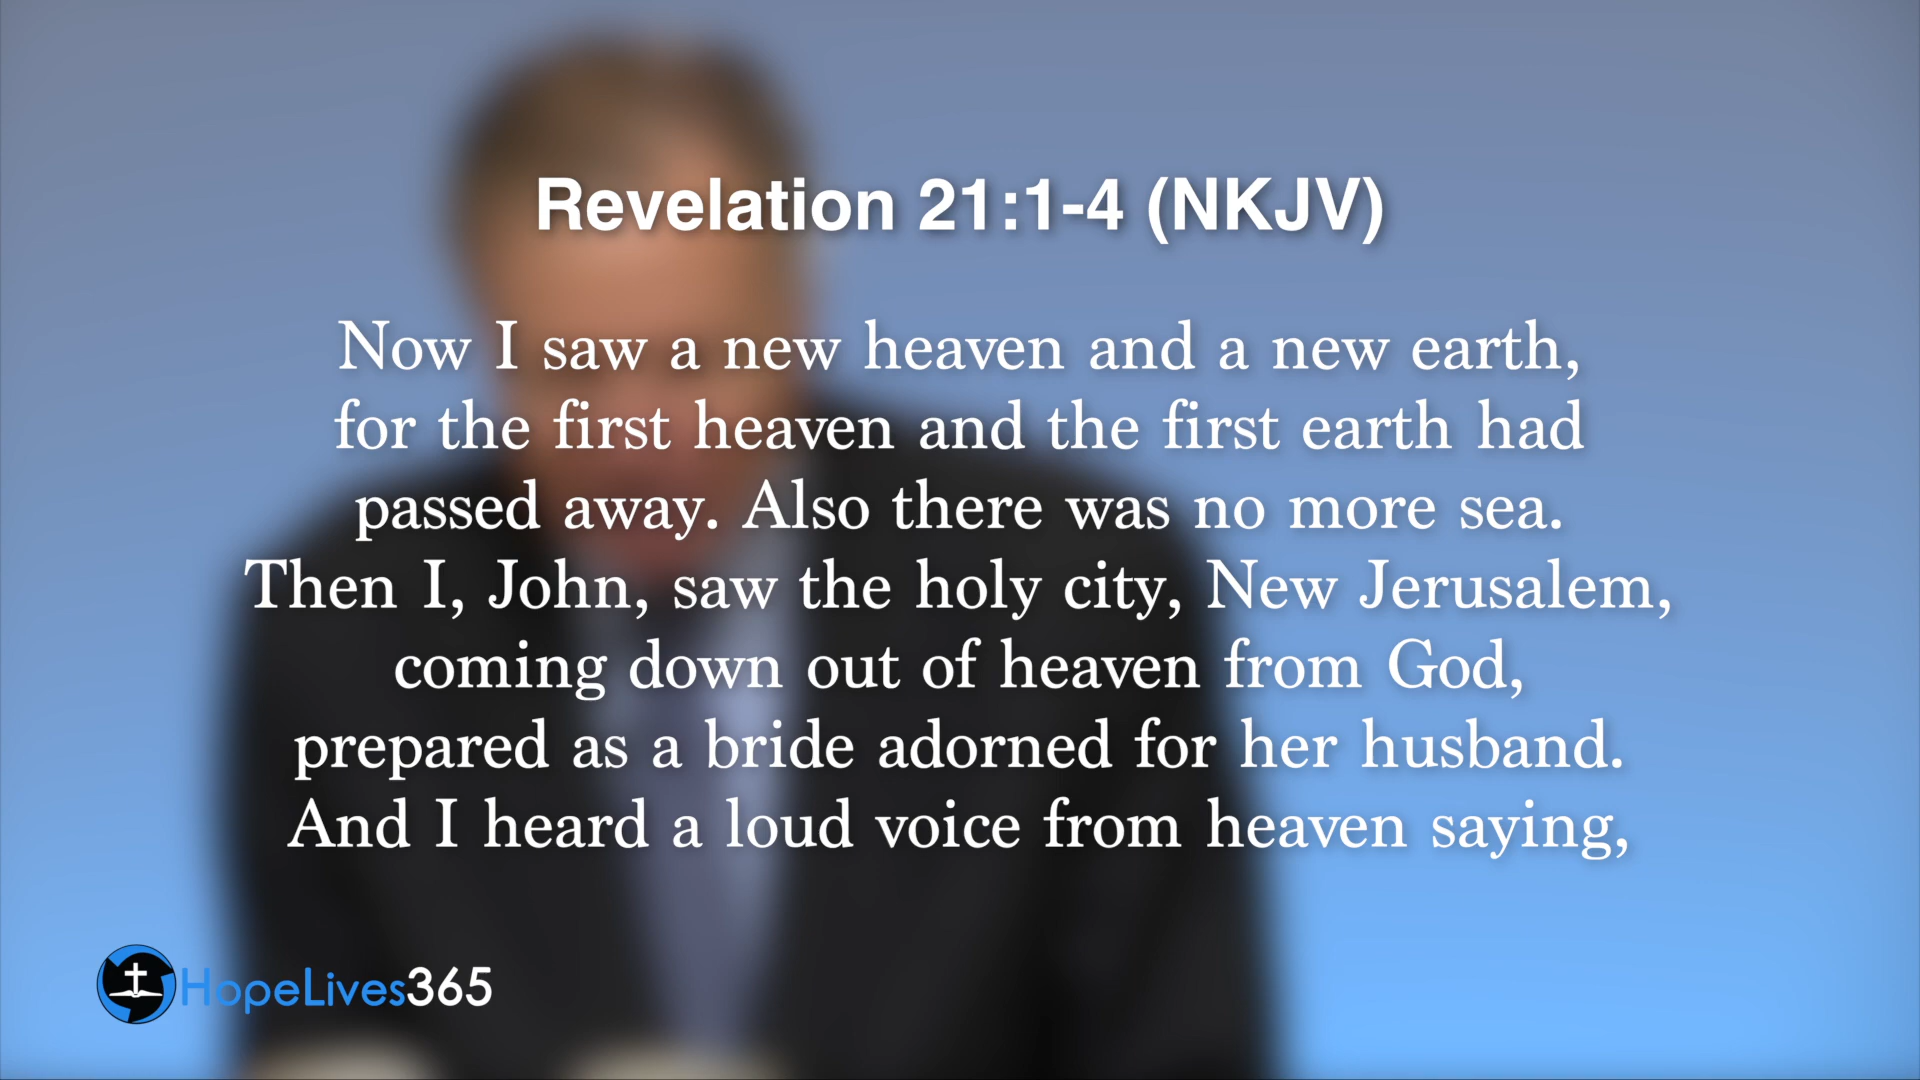 Revelation 21:1-4 (NKJV)
Now I saw a new heaven and a new earth,
for the first heaven and the first earth had
passed away. Also there was no more sea.
Then I, John, saw the holy city, New Jerusalem,
coming down out of heaven from God,
prepared as a bride adorned for her husband.
And I heard a loud voice from heaven saying,
HopeLives365